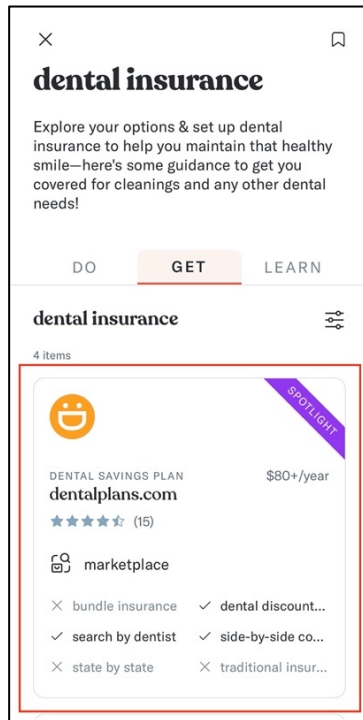 dental insurance
Explore your options & set up dental
insurance to help you maintain that healthy
smile—here's some guidance to get you
covered for cleanings and any other dental
needs!
DO GET LEARN
dental insurance
4 items
SPOTLIGHT
DENTAL SAVINGS PLAN $80+/year
dentalplans.com
(15)
marketplace
bundle insurance dental discount...
search by dentist side-by-side co...
state by state traditional insur...